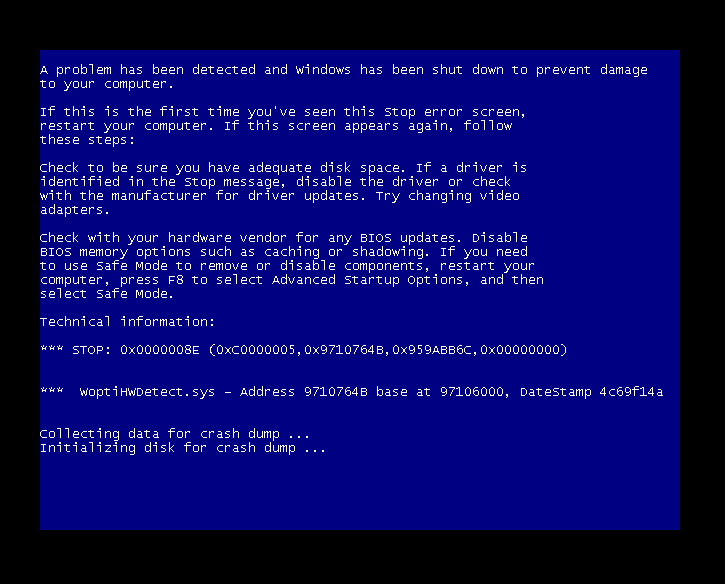 A problem has been detected and Windows has been shut down to prevent damage
to your computer.
If this is the first time you've seen this Stop error screen,
restart your computer. If this screen appears again, follow
these steps:
Check to be sure you have adequate disk space. If a driver is
identified in the Stop message, disable the driver or check
with the manufacturer for driver updates. Try changing video
adapters.
Check with your hardware vendor for any BIOS updates. Disable
BIOS memory options such as caching or shadowing. If you need
to use Safe Mode to remove or disable components, restart your
computer, press F8 to select Advanced Startup Options, and then
select Safe Mode.
Technical information:
*** STOP: 0x0000008E (0xC0000005,0x9710764B,0x959ABB6C,0x00000000)
***  WoptiHWDetect.sys - Address 9710764B base at 97106000, DateStamp 4c69f14a
Collecting data for crash dump ...
Initializing disk for crash dump ...